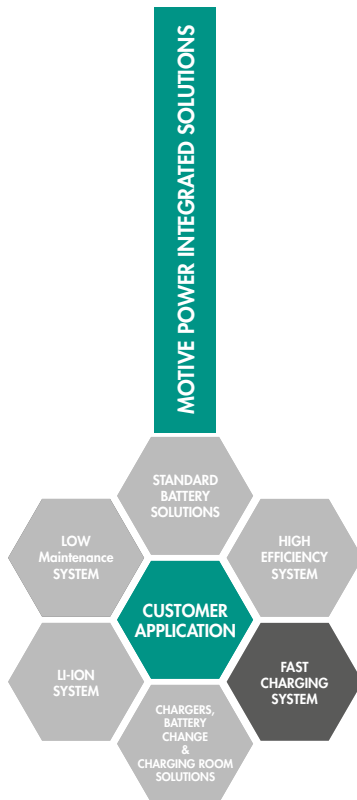 MOTIVE POWER INTEGRATED SOLUTIONS
STANDARD
BATTERY
SOLUTIONS
LOW
Maintenance
SYSTEM
HIGH
EFFICIENCY
SYSTEM
CUSTOMER
APPLICATION
LI-ION
SYSTEM
FAST
CHARGING
SYSTEM
CHARGERS,
BATTERY
CHANGE
&
CHARGING ROOM
SOLUTIONS